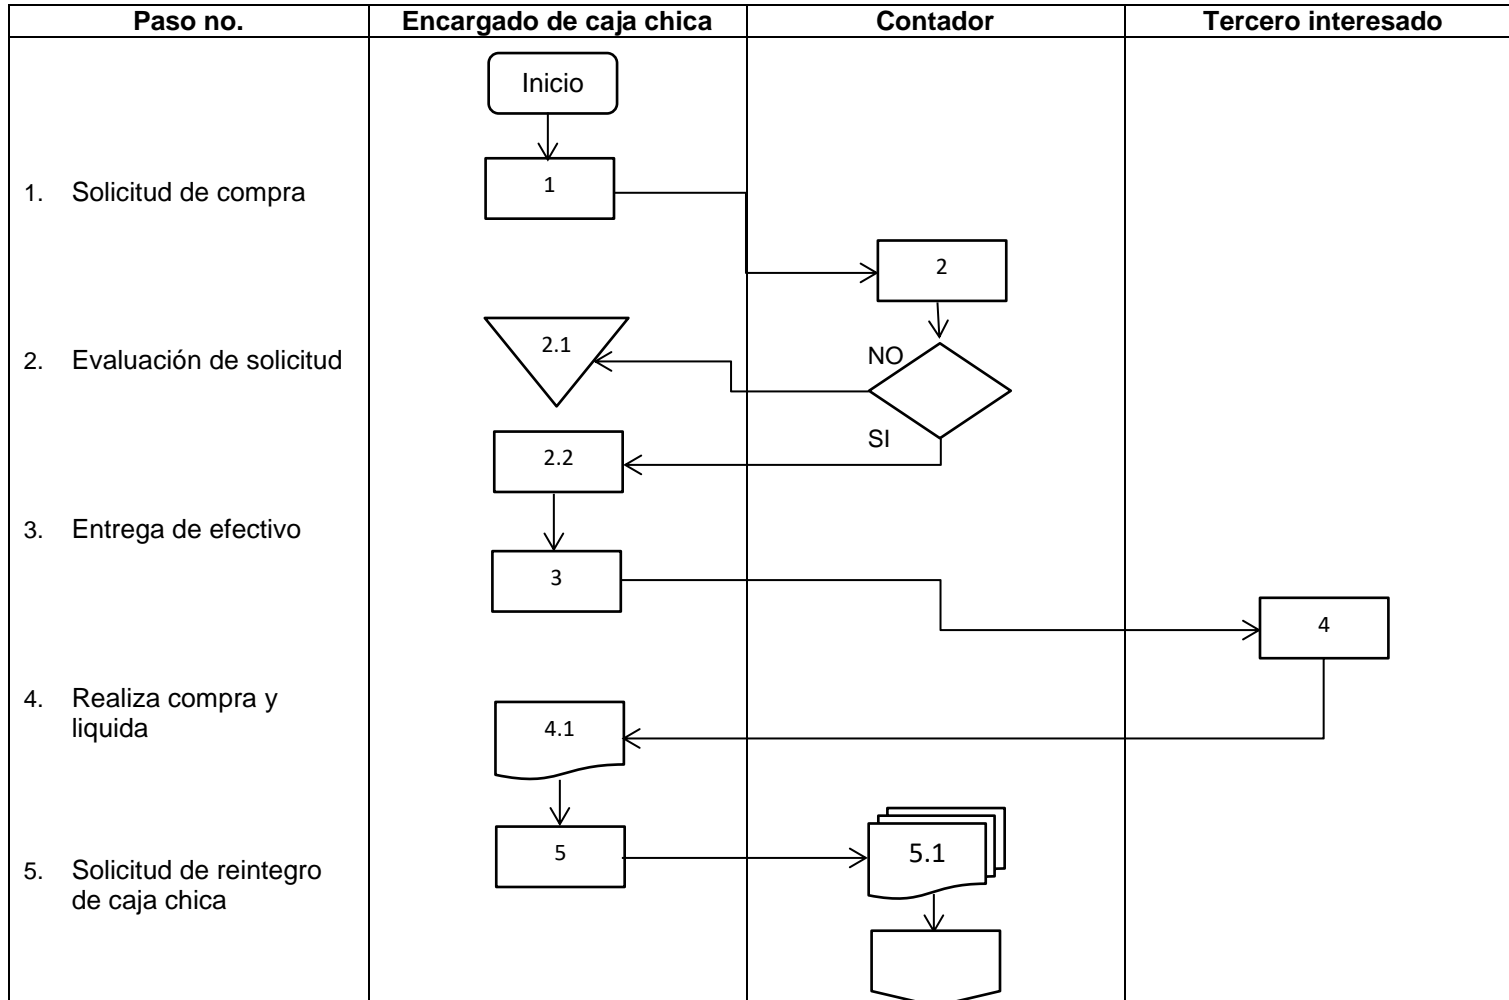 Paso no.
Encargado de caja chica
Contador
Tercero interesado
Inicio
1. Solicitud de compra
1
2
2. Evaluación de solicitud
2.1
NO
SI
2.2
3. Entrega de efectivo
3
4
4. Realiza compra y
liquida
4.1
5. Solicitud de reintegro
de caja chica
5
5.1